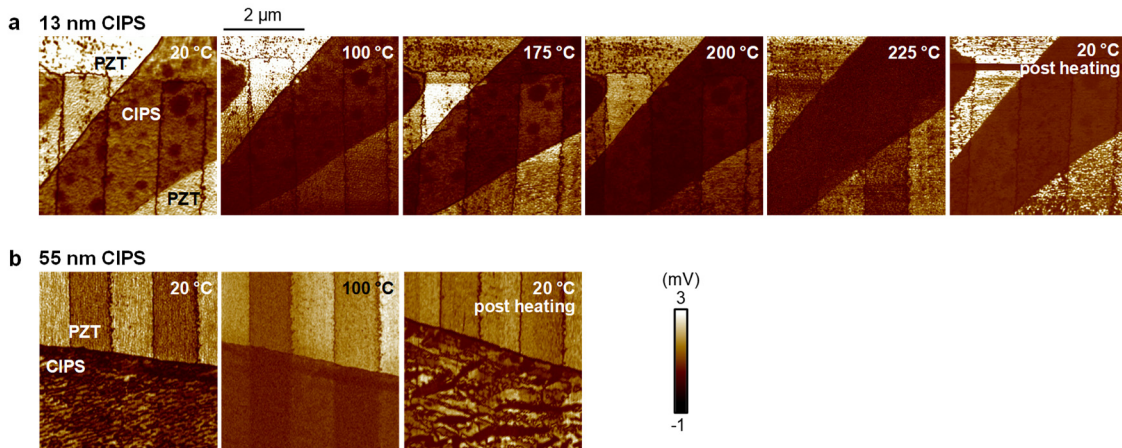 a 13 nm CIPS
2 µm
20 °C
100 °C
175 °C
200 °C
225 °C
20 °C
post heating
PZT
CIPS
PZT
b 55 nm CIPS
20 °C
100 °C
20 °C
post heating
PZT
CIPS
(mV)
3
-1